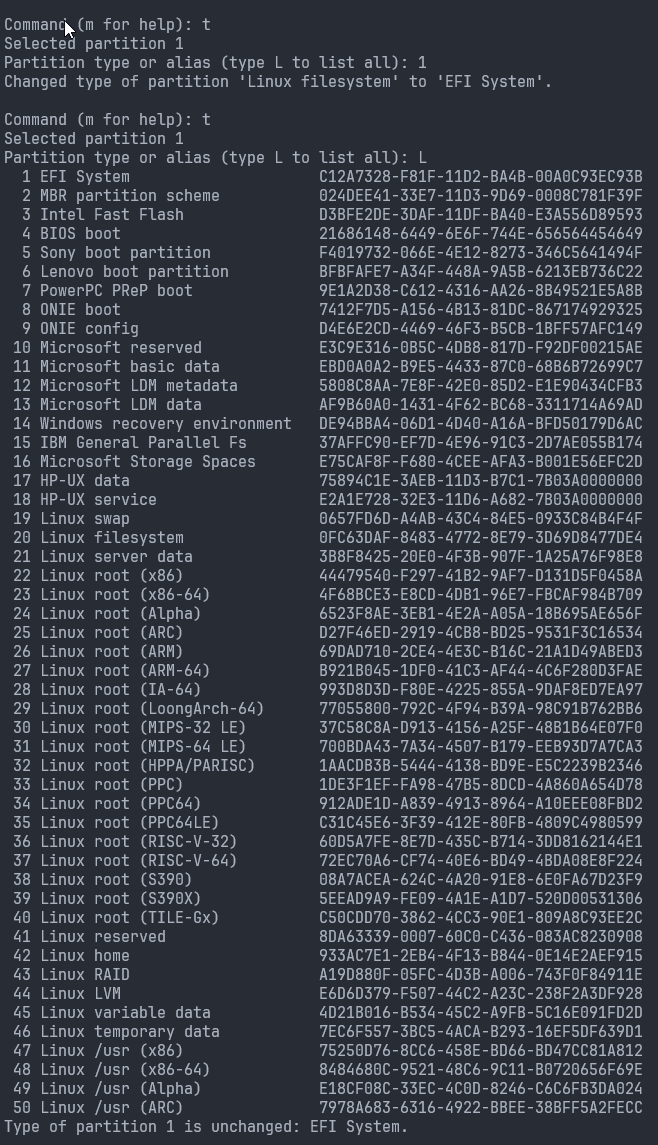 Command (m for help): t
Selected partition 1
Partition type or alias (type L to list all): 1
Changed type of partition 'Linux filesystem' to 'EFI System'.
Command (m for help): t
Selected partition 1
Partition type or alias (type L to list all): L
1 EFI System C12A7328-F81F-11D2-BA4B-00A0C93EC93B
2 MBR partition scheme 024DEE41-33E7-11D3-9D69-0008C781F39F
3 Intel Fast Flash D3BFE2DE-3DAF-11DF-BA40-E3A556D89593
4 BIOS boot 21686148-6449-6E6F-744E-656564454649
5 Sony boot partition F4019732-066E-4E12-8273-346C5641494F
6 Lenovo boot partition BFBFAFE7-A34F-448A-9A5B-6213EB736C22
7 PowerPC PReP boot 9E1A2D38-C612-4316-AA26-8B49521E5A8B
8 ONIE boot 7412F7D5-A156-4B13-81DC-867174929325
9 ONIE config D4E6E2CD-4469-46F3-B5CB-1BFF57AFC149
10 Microsoft reserved E3C9E316-0B5C-4DB8-817D-F92DF00215AE
11 Microsoft basic data EBD0A0A2-B9E5-4433-87C0-68B6B72699C7
12 Microsoft LDM metadata 5808C8AA-7E8F-42E0-85D2-E1E90434CFB3
13 Microsoft LDM data AF9B60A0-1431-4F62-BC68-3311714A69AD
14 Windows recovery environment DE94BBA4-06D1-4D40-A16A-BFD50179D6AC
15 IBM General Parallel Fs 37AFFC90-EF7D-4E96-91C3-2D7AE055B174
16 Microsoft Storage Spaces E75CAF8F-F680-4CEE-AFA3-B001E56EFC2D
17 HP-UX data 75894C1E-3AEB-11D3-B7C1-7B03A0000000
18 HP-UX service E2A1E728-32E3-11D6-A682-7B03A0000000
19 Linux swap 0657FD6D-A4AB-43C4-84E5-0933C84B4F4F
20 Linux filesystem 0FC63DAF-8483-4772-8E79-3D69D8477DE4
21 Linux server data 3B8F8425-20E0-4F3B-907F-1A25A76F98E8
22 Linux root (x86) 44479540-F297-41B2-9AF7-D131D5F0458A
23 Linux root (x86-64) 4F68BCE3-E8CD-4DB1-96E7-FBCAF984B709
24 Linux root (Alpha) 6523F8AE-3EB1-4E2A-A05A-18B695AE656F
25 Linux root (ARC) D27F46ED-2919-4CB8-BD25-9531F3C16534
26 Linux root (ARM) 69DAD710-2CE4-4E3C-B16C-21A1D49ABED3
27 Linux root (ARM-64) B921B045-1DF0-41C3-AF44-4C6F280D3FAE
28 Linux root (IA-64) 993D8D3D-F80E-4225-855A-9DAF8ED7EA97
29 Linux root (LoongArch-64) 77055800-792C-4F94-B39A-98C91B762BB6
30 Linux root (MIPS-32 LE) 37C58C8A-D913-4156-A25F-48B1B64E07F0
31 Linux root (MIPS-64 LE) 700BDA43-7A34-4507-B179-EEB93D7A7CA3
32 Linux root (HPPA/PARISC) 1AACDB3B-5444-4138-BD9E-E5C2239B2346
33 Linux root (PPC) 1DE3F1EF-FA98-47B5-8DCD-4A860A654D78
34 Linux root (PPC64) 912ADE1D-A839-4913-8964-A10EEE08FBD2
35 Linux root (PPC64LE) C31C45E6-3F39-412E-80FB-4809C4980599
36 Linux root (RISC-V-32) 60D5A7FE-8E7D-435C-B714-3DD8162144E1
37 Linux root (RISC-V-64) 72EC70A6-CF74-40E6-BD49-4BDA08E8F224
38 Linux root (S390) 08A7ACEA-624C-4A20-91E8-6E0FA67D23F9
39 Linux root (S390X) 5EEAD9A9-FE09-4A1E-A1D7-520D00531306
40 Linux root (TILE-Gx) C50CDD70-3862-4CC3-90E1-809A8C93EE2C
41 Linux reserved 8DA63339-0007-60C0-C436-083AC8230908
42 Linux home 933AC7E1-2EB4-4F13-B844-0E14E2AEF915
43 Linux RAID A19D880F-05FC-4D3B-A006-743F0F84911E
44 Linux LVM E6D6D379-F507-44C2-A23C-238F2A3DF928
45 Linux variable data 4D21B016-B534-45C2-A9FB-5C16E091FD2D
46 Linux temporary data 7EC6F557-3BC5-4ACA-B293-16EF5DF639D1
47 Linux /usr (x86) 75250D76-8CC6-458E-BD66-BD47CC81A812
48 Linux /usr (x86-64) 8484680C-9521-48C6-9C11-B0720656F69E
49 Linux /usr (Alpha) E18CF08C-33EC-4C0D-8246-C6C6FB3DA024
50 Linux /usr (ARC) 7978A683-6316-4922-BBEE-38BFF5A2FECC
Type of partition 1 is unchanged: EFI System.